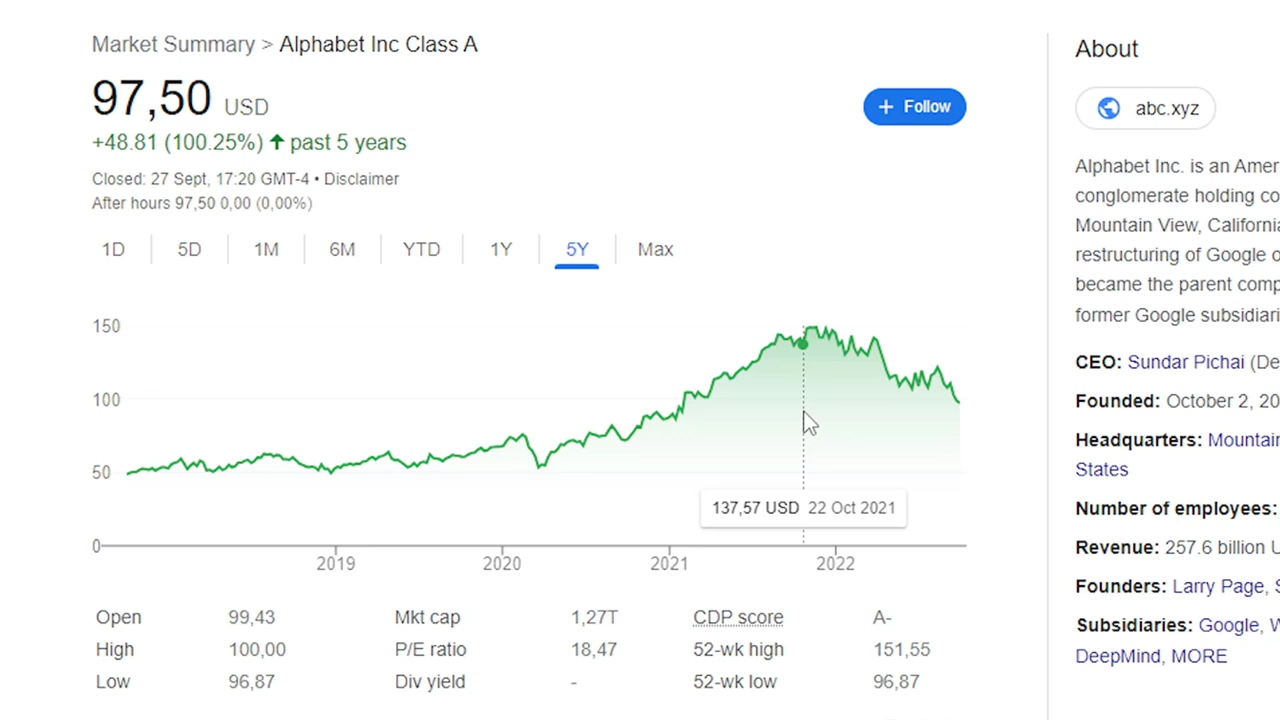 Market Summary > Alphabet Inc Class A
97,50 USD
+ Follow
+48.81 (100.25%) ↑ past 5 years
Closed: 27 Sept, 17:20 GMT-4 • Disclaimer
After hours 97,50 0,00 (0,00%)
1D 5D 1M 6M YTD 1Y 5Y Max
150
100
50
0
137,57 USD 22 Oct 2021
2019 2020 2021 2022
Open 99,43 Mkt cap 1,27T CDP score A-
High 100,00 P/E ratio 18,47 52-wk high 151,55
Low 96,87 Div yield - 52-wk low 96,87
About
abc.xyz
Alphabet Inc. is an Amer
conglomerate holding co
Mountain View, California
restructuring of Google o
became the parent comp
former Google subsidiari
CEO: Sundar Pichai (De
Founded: October 2, 20
Headquarters: Mountain
States
Number of employees:
Revenue: 257.6 billion U
Founders: Larry Page, S
Subsidiaries: Google, W
DeepMind, MORE